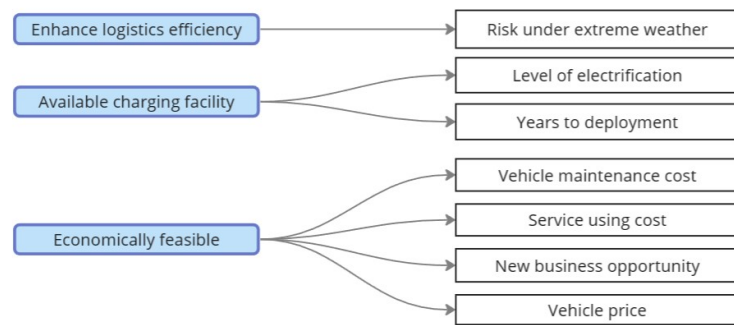 Enhance logistics efficiency
Risk under extreme weather
Available charging facility
Level of electrification
Years to deployment
Economically feasible
Vehicle maintenance cost
Service using cost
New business opportunity
Vehicle price